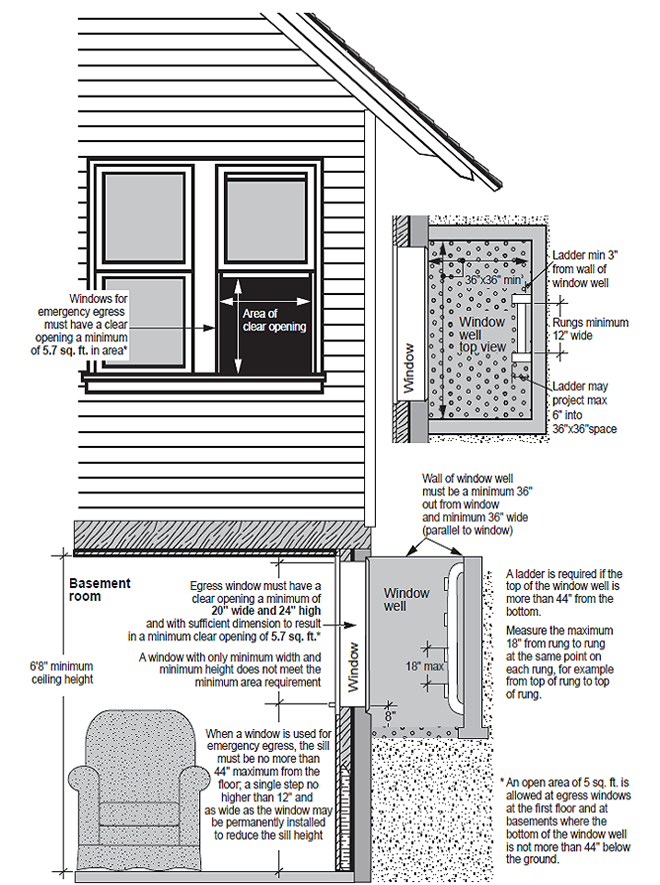 Windows for
emergency egress
must have a clear
opening a minimum
of 5.7 sq. ft. in area*
Area of
clear opening
36"x36" min'
Window
well
top view
Window
Ladder min 3"
from wall of
window well
Rungs minimum
12" wide
Ladder may
project max
6" into
36"x36"space
Wall of window well
must be a minimum 36"
out from window
and minimum 36" wide
(parallel to window)
Basement
room
6'8" minimum
ceiling height
Egress window must have a
clear opening a minimum of
20" wide and 24" high
and with sufficient dimension to result
in a minimum clear opening of 5.7 sq. ft.*
A window with only minimum width and
minimum height does not meet the
minimum area requirement
Window
Window
well
18" max
8"
When a window is used for
emergency egress, the sill
must be no more than
44" maximum from the
floor; a single step no
higher than 12" and
as wide as the window may
be permanently installed
to reduce the sill height
A ladder is required if the
top of the window well is
more than 44" from the
bottom.
Measure the maximum
18" from rung to rung
at the same point on
each rung, for example
from top of rung to top
of rung.
* An open area of 5 sq. ft. is
allowed at egress windows
at the first floor and at
basements where the
bottom of the window well
is not more than 44" below
the ground.